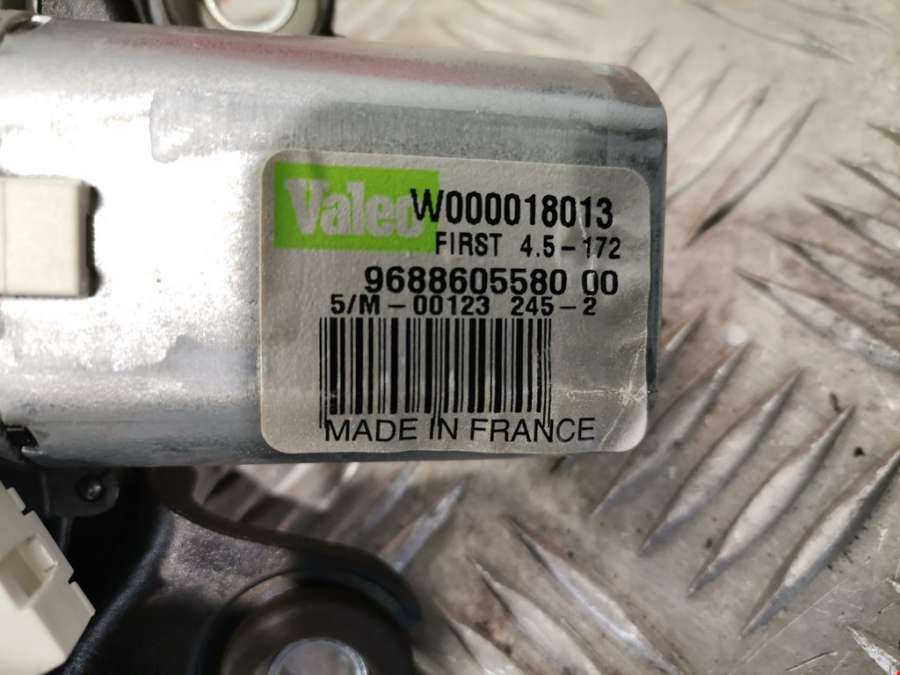 Valeo W000018013
FIRST 4.5-172
9688605580 00
5/M-00123 245-2
MADE IN FRANCE